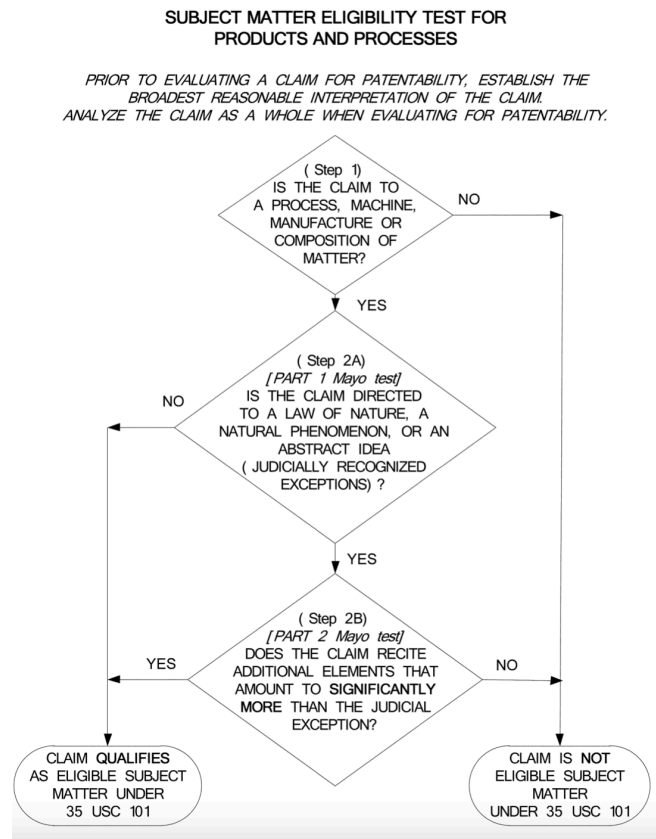 SUBJECT MATTER ELIGIBILITY TEST FOR
PRODUCTS AND PROCESSES
PRIOR TO EVALUATING A CLAIM FOR PATENTABILITY, ESTABLISH THE
BROADEST REASONABLE INTERPRETATION OF THE CLAIM.
ANALYZE THE CLAIM AS A WHOLE WHEN EVALUATING FOR PATENTABILITY.
( Step 1)
IS THE CLAIM TO
A PROCESS, MACHINE,
MANUFACTURE OR
COMPOSITION OF
MATTER?
NO
YES
( Step 2A)
[PART 1 Mayo test]
IS THE CLAIM DIRECTED
TO A LAW OF NATURE, A
NATURAL PHENOMENON, OR AN
ABSTRACT IDEA
( JUDICIALLY RECOGNIZED
EXCEPTIONS) ?
NO
YES
( Step 2B)
[PART 2 Mayo test]
DOES THE CLAIM RECITE
ADDITIONAL ELEMENTS THAT
AMOUNT TO SIGNIFICANTLY
MORE THAN THE JUDICIAL
EXCEPTION?
YES
NO
CLAIM QUALIFIES
AS ELIGIBLE SUBJECT
MATTER UNDER
35 USC 101
CLAIM IS NOT
ELIGIBLE SUBJECT
MATTER
UNDER 35 USC 101